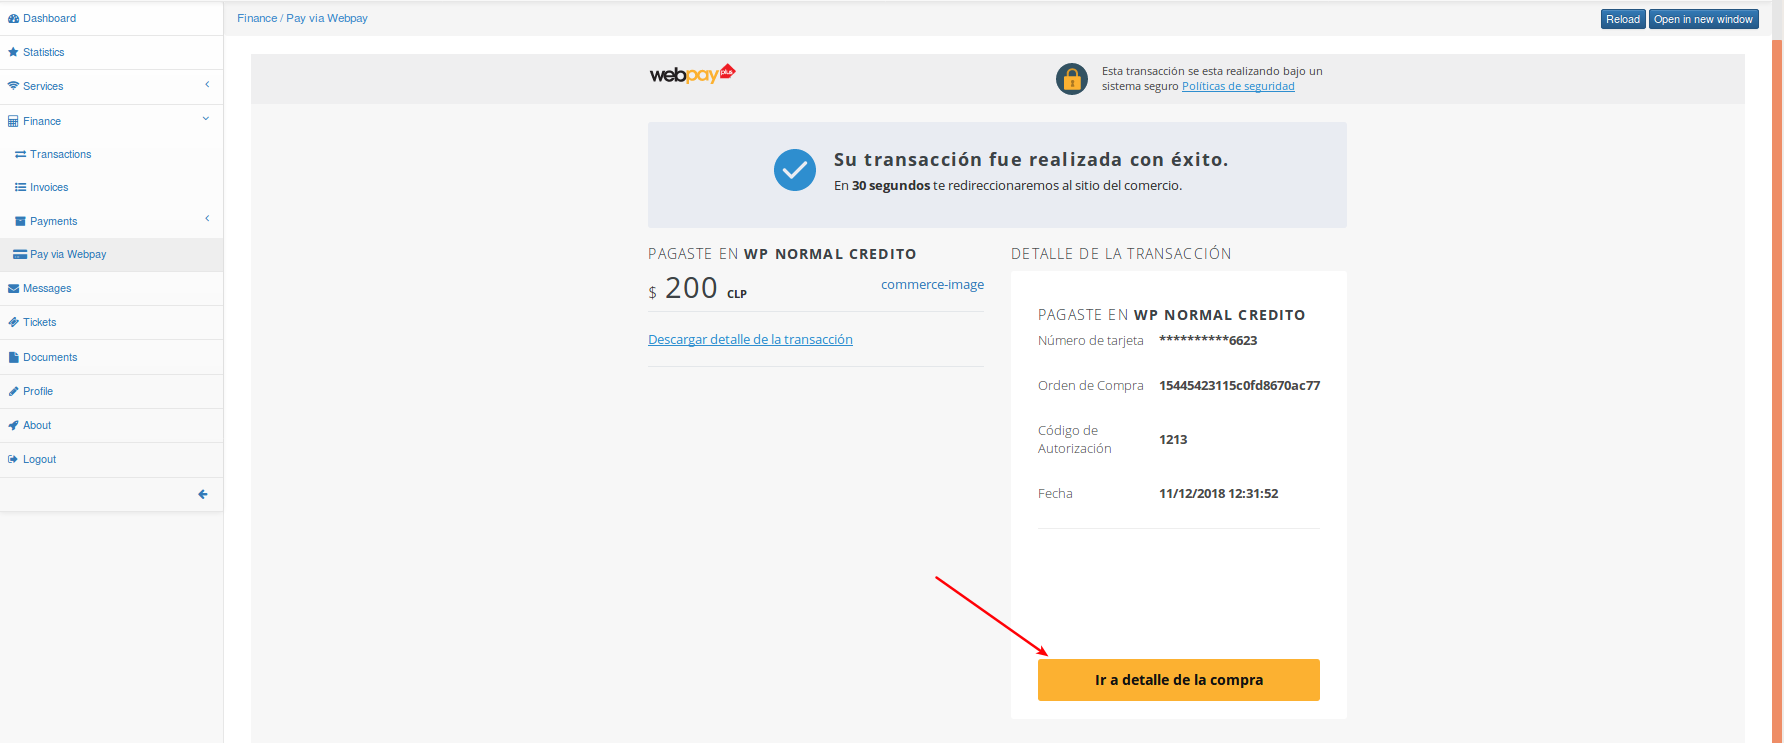 Dashboard
Statistics
Services
Finance
Transactions
Invoices
Payments
Pay via Webpay
Messages
Tickets
Documents
Profile
About
Logout
Finance / Pay via Webpay
Reload
Open in new window
webpay plus
Esta transacción se esta realizando bajo un
sistema seguro Políticas de seguridad
Su transacción fue realizada con éxito.
En 30 segundos te redireccionaremos al sitio del comercio.
PAGASTE EN WP NORMAL CREDITO
$ 200 CLP
commerce-image
Descargar detalle de la transacción
DETALLE DE LA TRANSACCIÓN
PAGASTE EN WP NORMAL CREDITO
Número de tarjeta **********6623
Orden de Compra 15445423115c0fd8670ac77
Código de
Autorización
1213
Fecha 11/12/2018 12:31:52
Ir a detalle de la compra